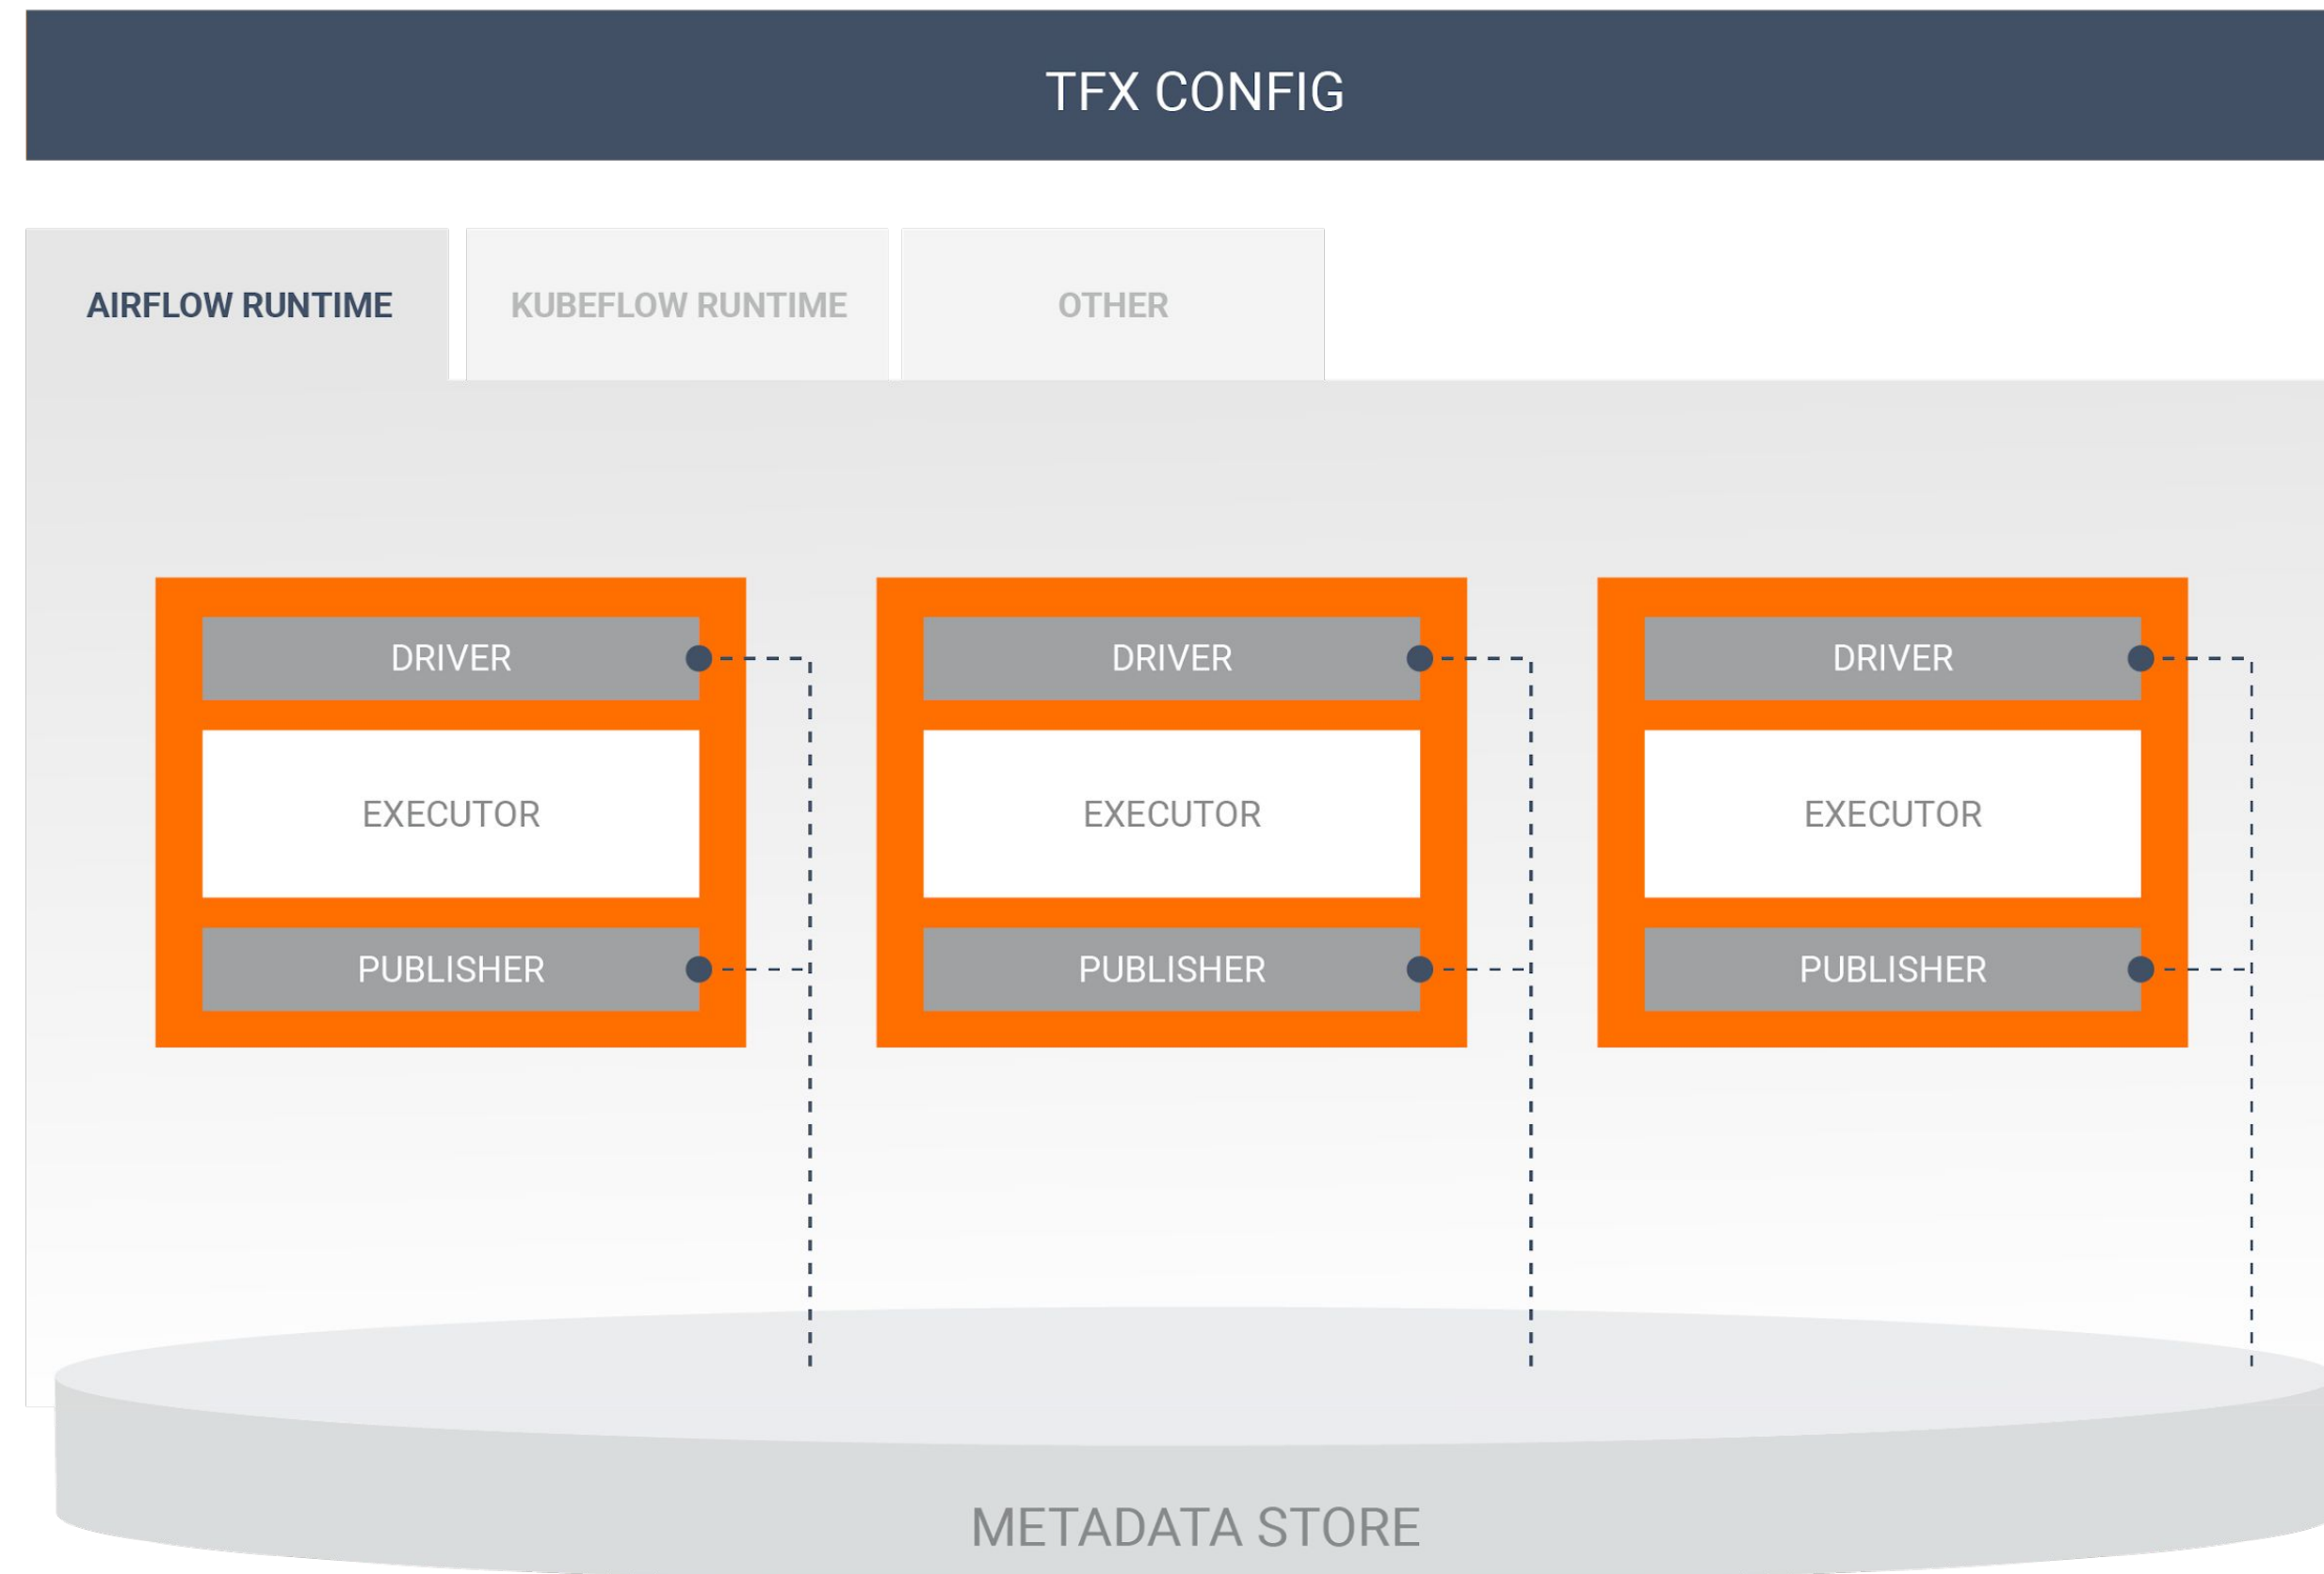 TFX CONFIG
AIRFLOW RUNTIME
KUBEFLOW RUNTIME
OTHER
DRIVER
EXECUTOR
PUBLISHER
DRIVER
EXECUTOR
PUBLISHER
DRIVER
EXECUTOR
PUBLISHER
METADATA STORE